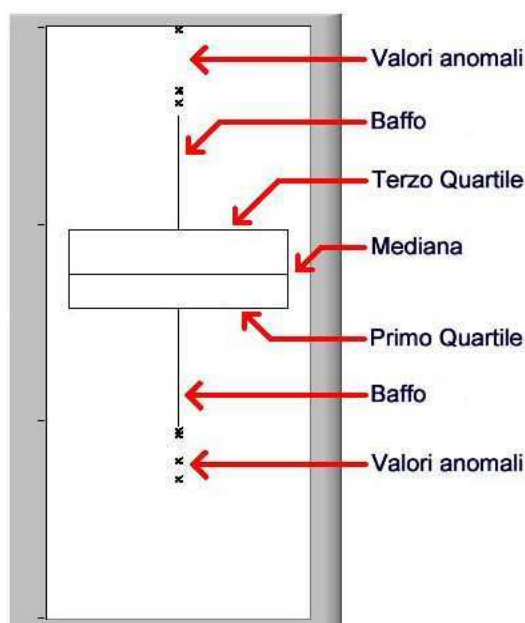 Valori anomali
Baffo
Terzo Quartile
Mediana
Primo Quartile
Baffo
Valori anomali